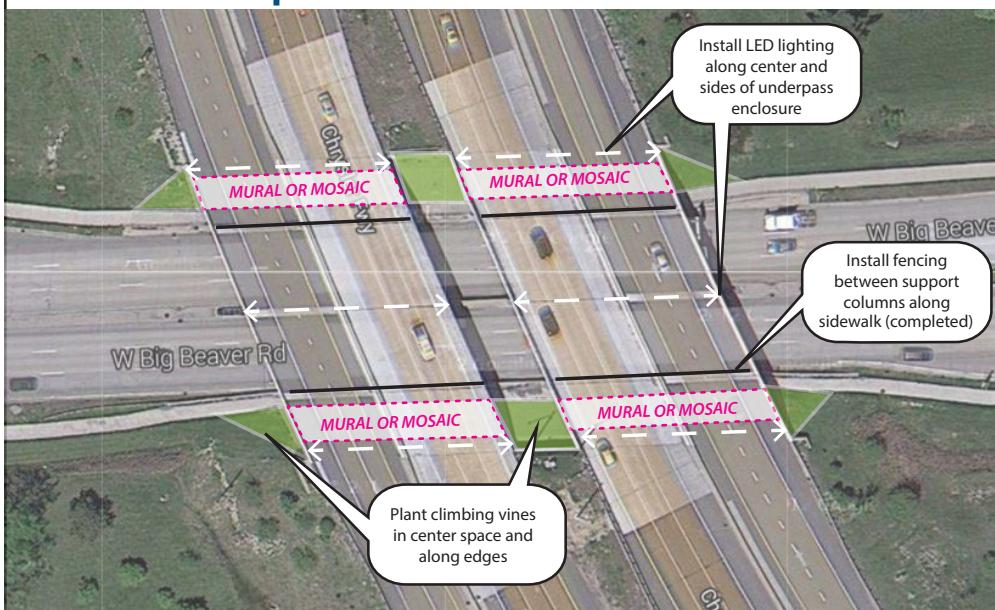 Install LED lighting
along center and
sides of underpass
enclosure
MURAL OR MOSAIC
MURAL OR MOSAIC
W Big Beave
Install fencing
between support
columns along
sidewalk (completed)
W Big Beaver Rd
MURAL OR MOSAIC
MURAL OR MOSAIC
Plant climbing vines
in center space and
along edges